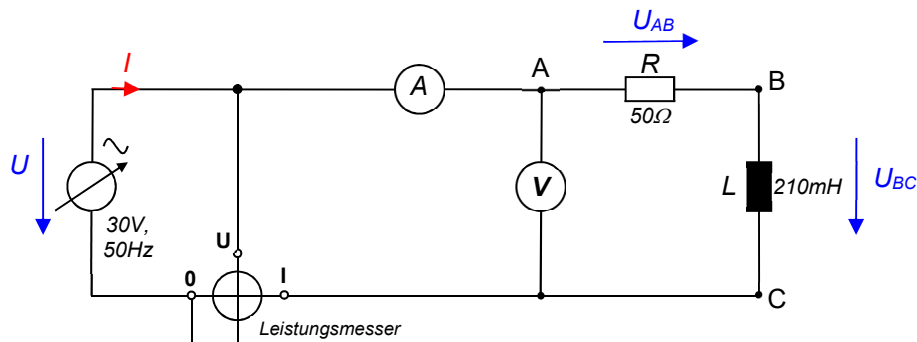 U_AB
I
A
A
R
B
50Ω
U
V
L
210mH
U_BC
30V,
50Hz
U
0
I
C
Leistungsmesser